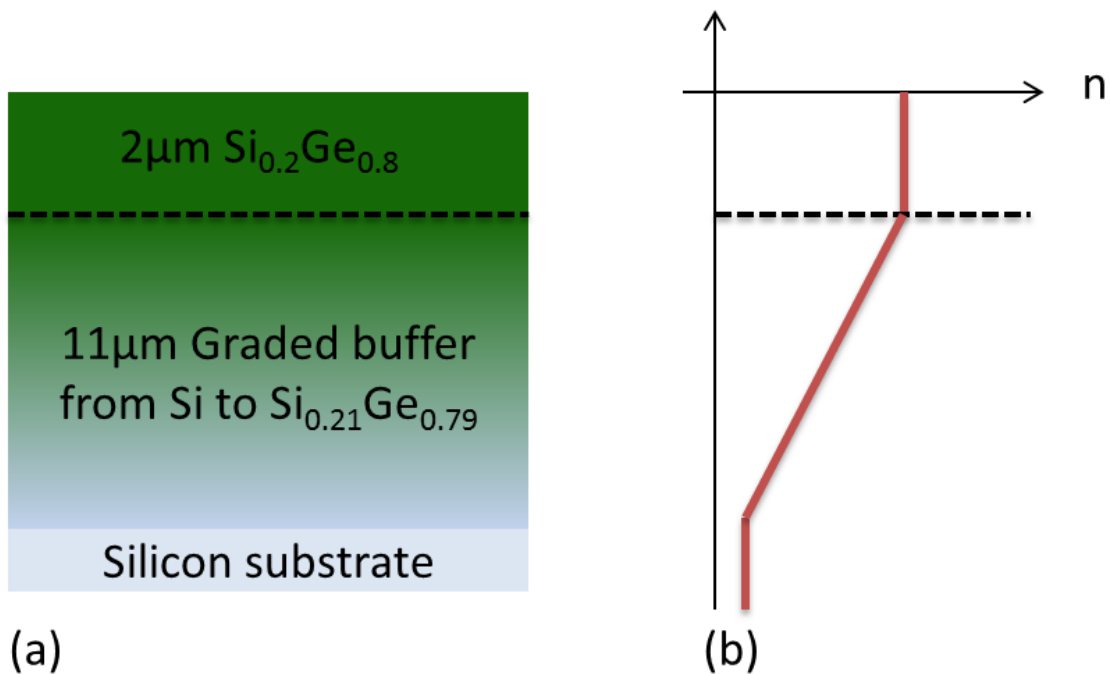 2μm Si₀.₂Ge₀.₈
11μm Graded buffer
from Si to Si₀.₂₁Ge₀.₇₉
Silicon substrate
(a)
n
(b)